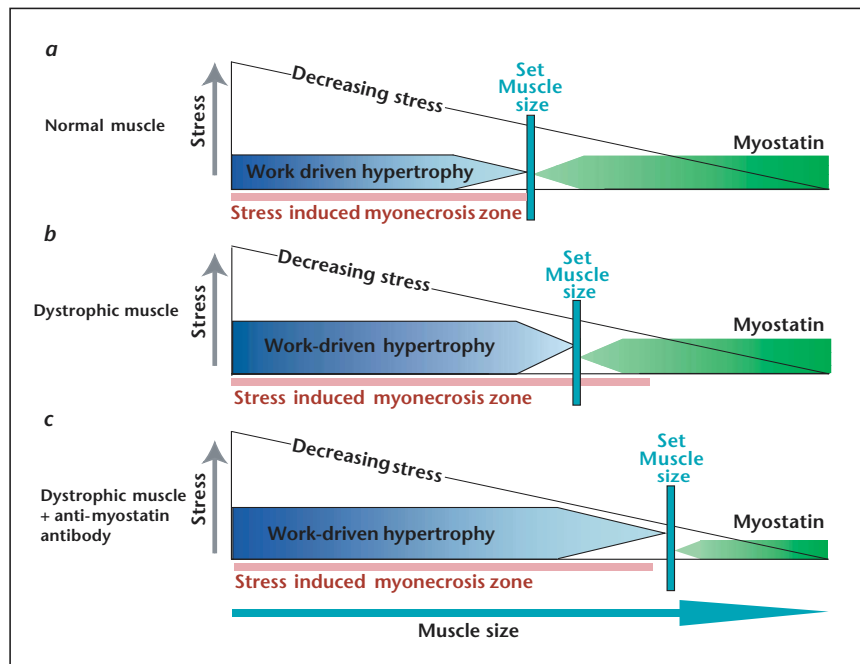 a
Normal muscle
Stress
Decreasing stress
Set
Muscle
size
Myostatin
Work driven hypertrophy
Stress induced myonecrosis zone
b
Dystrophic muscle
Stress
Decreasing stress
Set
Muscle
size
Myostatin
Work-driven hypertrophy
Stress induced myonecrosis zone
c
Dystrophic muscle
+ anti-myostatin
antibody
Stress
Decreasing stress
Set
Muscle
size
Myostatin
Work-driven hypertrophy
Stress induced myonecrosis zone
Muscle size